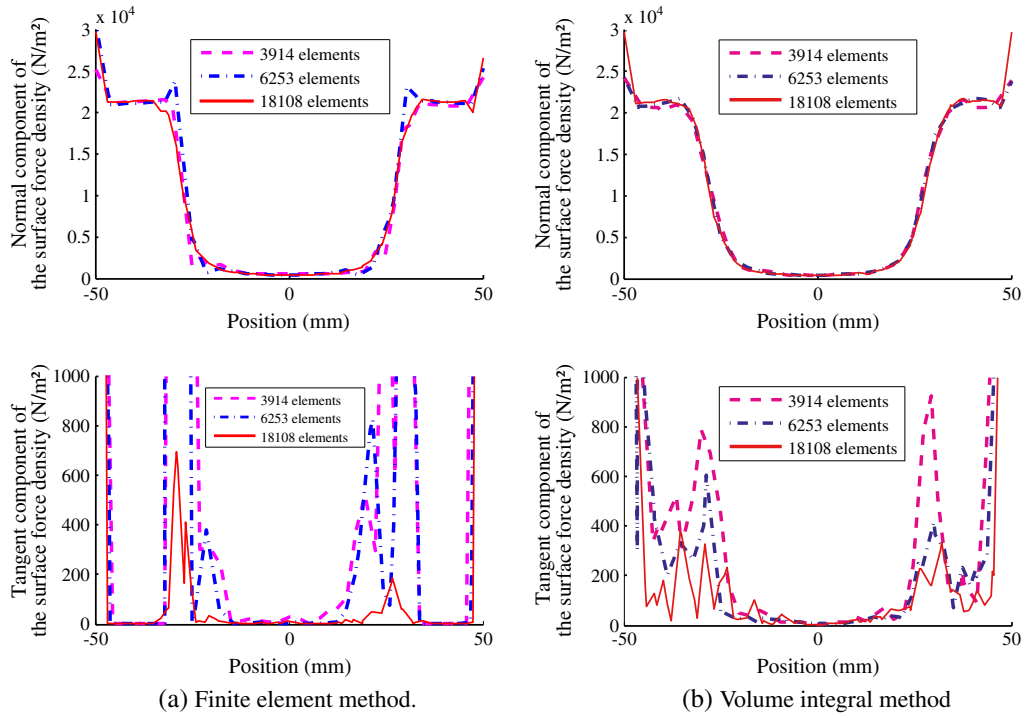 x 10⁴
3
2.5
2
1.5
1
0.5
0
-50
0
50
Position (mm)
Normal component of
the surface force density (N/m²)
3914 elements
6253 elements
18108 elements
x 10⁴
3
2.5
2
1.5
1
0.5
0
-50
0
50
Position (mm)
Normal component of
the surface force density (N/m²)
3914 elements
6253 elements
18108 elements
1000
800
600
400
200
0
-50
0
50
Position (mm)
Tangent component of
the surface force density (N/m²)
3914 elements
6253 elements
18108 elements
(a) Finite element method.
1000
800
600
400
200
0
-50
0
50
Position (mm)
Tangent component of
the surface force density (N/m²)
3914 elements
6253 elements
18108 elements
(b) Volume integral method